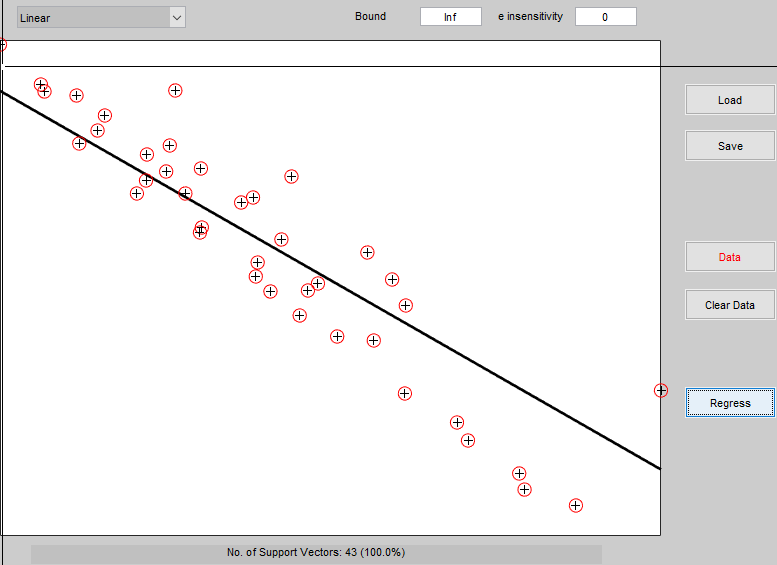 Linear
Bound
Inf
e insensitivity
0
Load
Save
Data
Clear Data
Regress
No. of Support Vectors: 43 (100.0%)